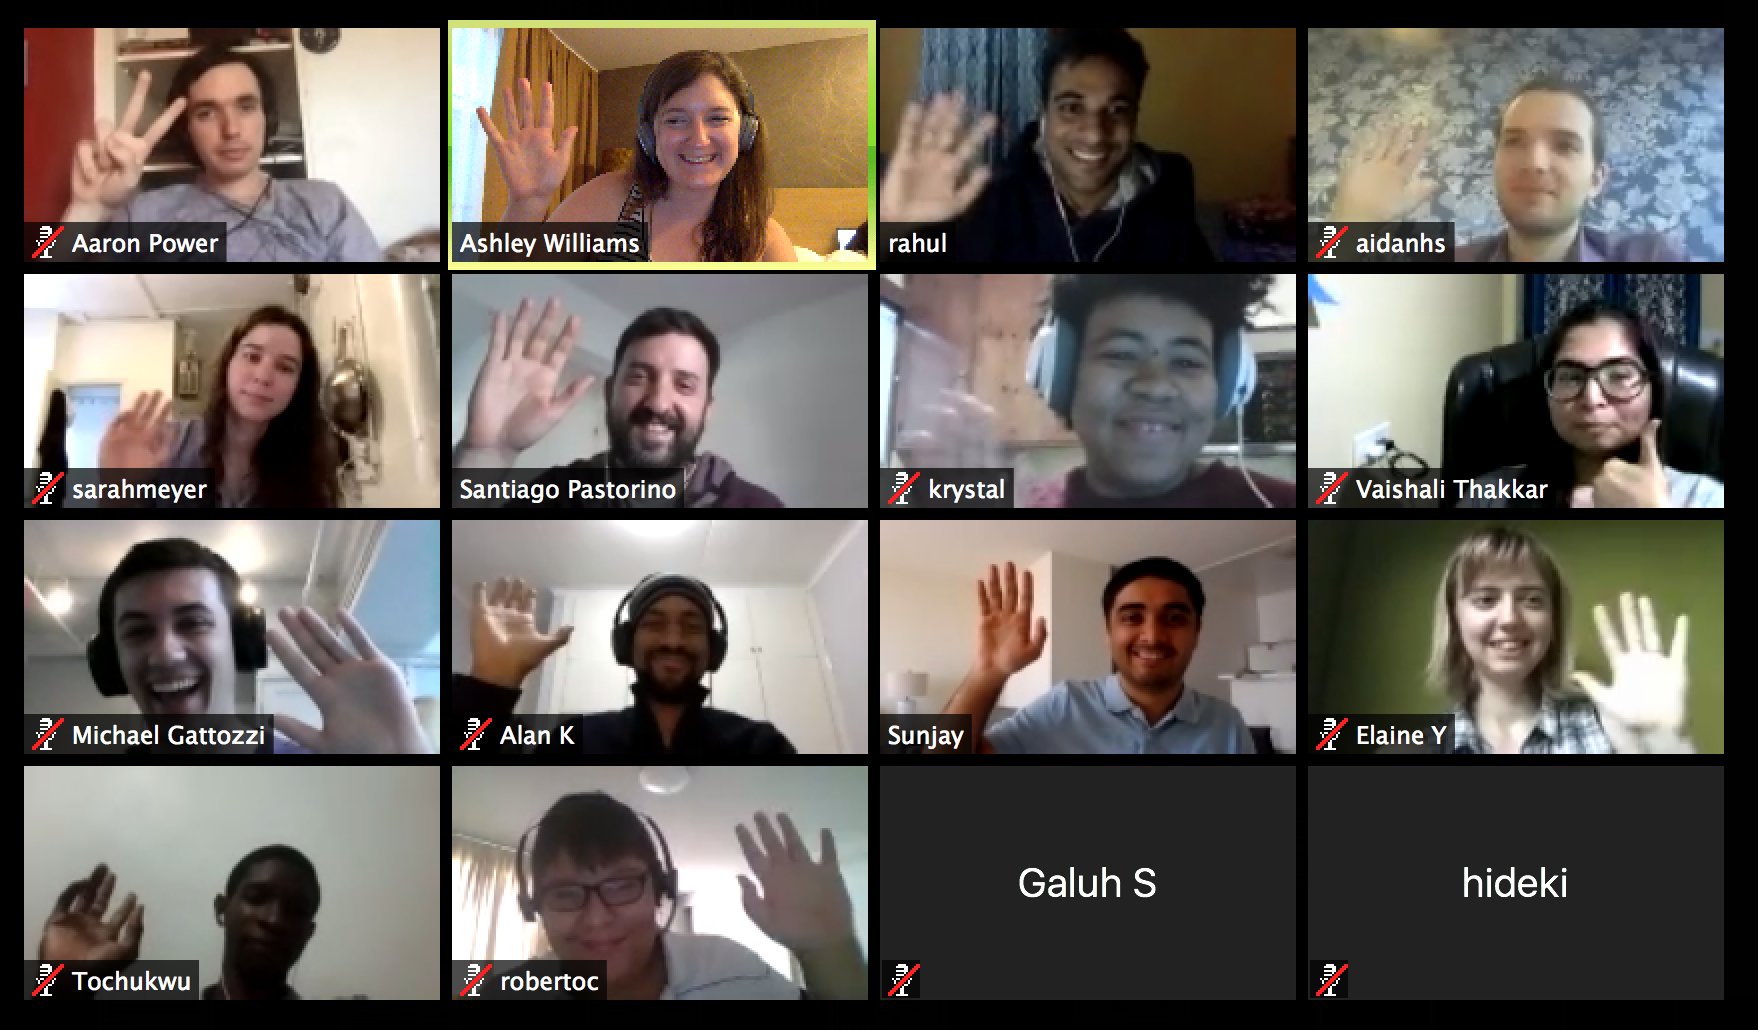 Aaron Power
Ashley Williams
rahul
aidanhs
sarahmeyer
Santiago Pastorino
krystal
Vaishali Thakkar
Michael Gattozzi
Alan K
Sunjay
Elaine Y
Tochukwu
robertoc
Galuh S
hideki